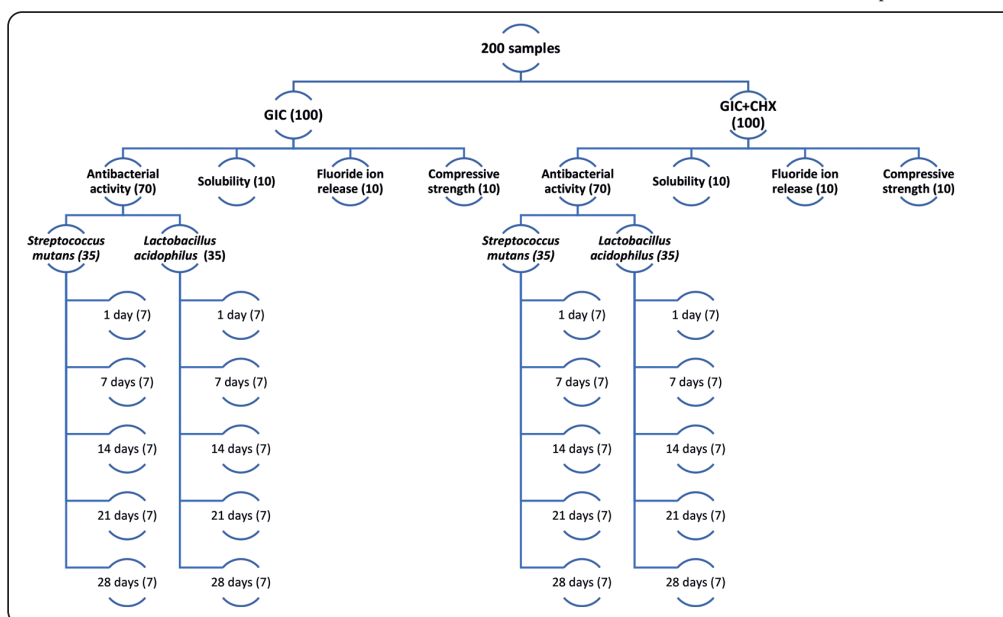 200 samples
GIC (100)
GIC+CHX
(100)
Antibacterial
activity (70)
Solubility (10)
Fluoride ion
release (10)
Compressive
strength (10)
Antibacterial
activity (70)
Solubility (10)
Fluoride ion
release (10)
Compressive
strength (10)
Streptococcus
mutans (35)
Lactobacillus
acidophilus (35)
Streptococcus
mutans (35)
Lactobacillus
acidophilus (35)
1 day (7)
1 day (7)
1 day (7)
1 day (7)
7 days (7)
7 days (7)
7 days (7)
7 days (7)
14 days (7)
14 days (7)
14 days (7)
14 days (7)
21 days (7)
21 days (7)
21 days (7)
21 days (7)
28 days (7)
28 days (7)
28 days (7)
28 days (7)